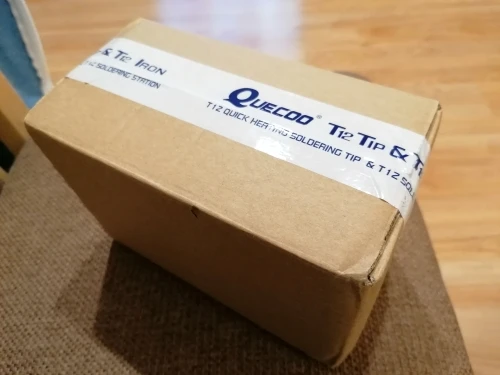 & T12 IRON
T12 SOLDERING STATION
QUECOO® T12 TIP & T
T12 QUICK HEATING SOLDERING TIP & T12 SOL